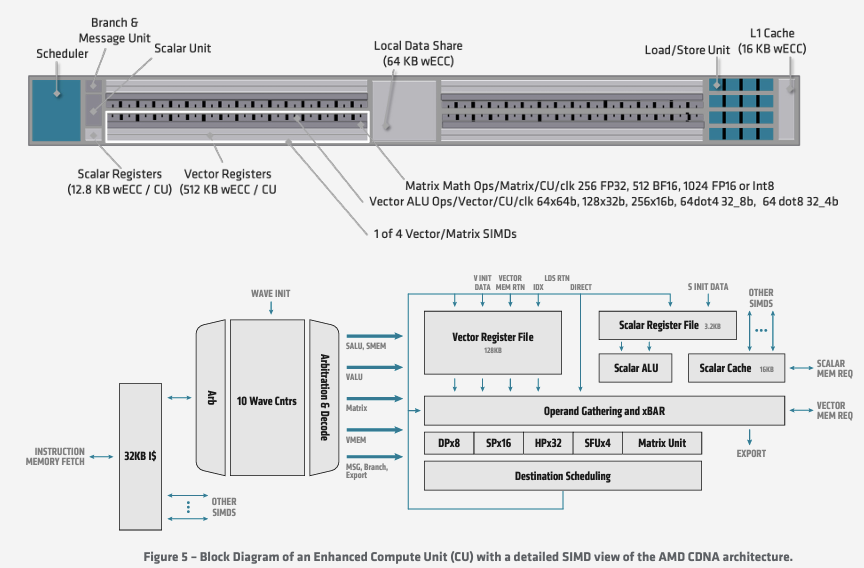 Branch &
Message Unit
Scheduler
Scalar Unit
Local Data Share
(64 KB wECC)
Load/Store Unit
L1 Cache
(16 KB wECC)
Scalar Registers
(12.8 KB wECC / CU)
Vector Registers
(512 KB wECC / CU
Matrix Math Ops/Matrix/CU/clk 256 FP32, 512 BF16, 1024 FP16 or Int8
Vector ALU Ops/Vector/CU/clk 64x64b, 128x32b, 256x16b, 64dot4 32_8b, 64 dot8 32_4b
1 of 4 Vector/Matrix SIMDs
WAVE INIT
V INIT
DATA
VECTOR
MEM RTN
LDS RTN
IDX
DIRECT
S INIT DATA
OTHER
SIMDS
Arb
10 Wave Cntrs
Arbitration & Decode
SALU, SMEM
VALU
Matrix
VMEM
MSG, Branch,
Export
Vector Register File
128KB
Scalar Register File 3.2KB
Scalar ALU
Scalar Cache 16KB
SCALAR
MEM REQ
Operand Gathering and xBAR
VECTOR
MEM REQ
DPx8
SPx16
HPx32
SFUx4
Matrix Unit
EXPORT
Destination Scheduling
INSTRUCTION
MEMORY FETCH
32KB I$
OTHER
SIMDS
Figure 5 – Block Diagram of an Enhanced Compute Unit (CU) with a detailed SIMD view of the AMD CDNA architecture.